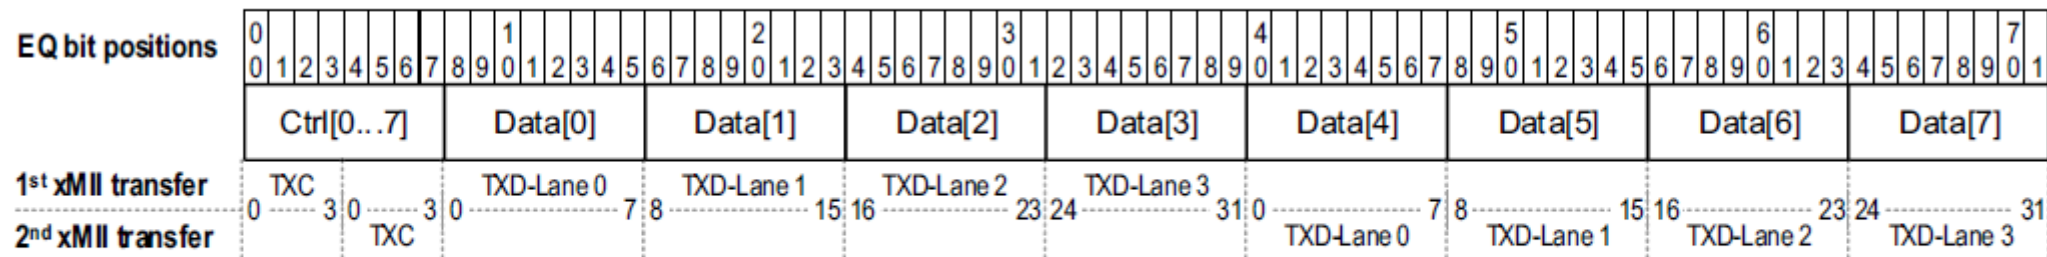 0 1 2 3 4 5 6 7
EQ bit positions 0 1 2 3 4 5 6 7 8 9 0 1 2 3 4 5 6 7 8 9 0 1 2 3 4 5 6 7 8 9 0 1 2 3 4 5 6 7 8 9 0 1 2 3 4 5 6 7 8 9 0 1 2 3 4 5 6 7 8 9 0 1 2 3 4 5 6 7 8 9 0 1
Ctrl[0...7] Data[0] Data[1] Data[2] Data[3] Data[4] Data[5] Data[6] Data[7]
1st xMII transfer TXC TXD-Lane 0 TXD-Lane 1 TXD-Lane 2 TXD-Lane 3
0 3 0 3 0 7 8 15 16 23 24 31 0 7 8 15 16 23 24 31
2nd xMII transfer TXC TXD-Lane 0 TXD-Lane 1 TXD-Lane 2 TXD-Lane 3